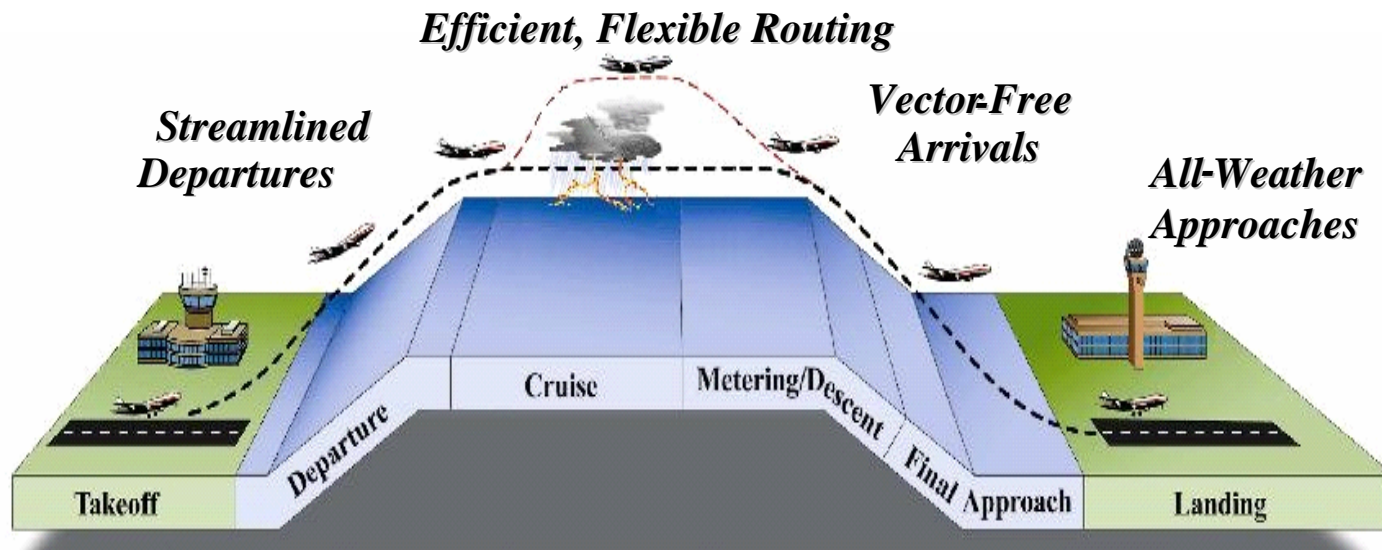 Efficient, Flexible Routing
Streamlined
Departures
Vector-Free
Arrivals
All-Weather
Approaches
Takeoff
Departure
Cruise
Metering/Descent
Final Approach
Landing